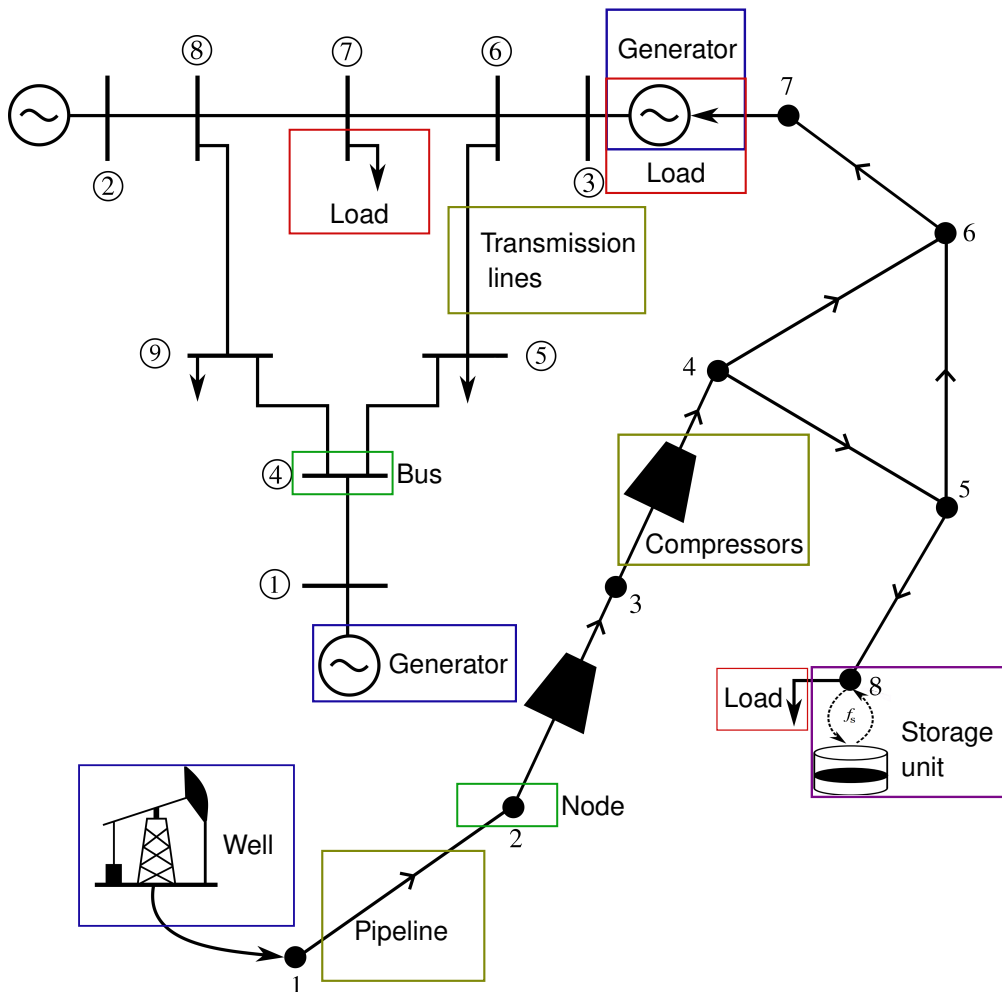 Generator
⑧
⑦
⑥
7
②
③
Load
Load
6
Transmission
lines
⑨
⑤
4
④
Bus
5
Compressors
①
3
Generator
Load
8
fs
Storage
unit
Node
2
Well
Pipeline
1